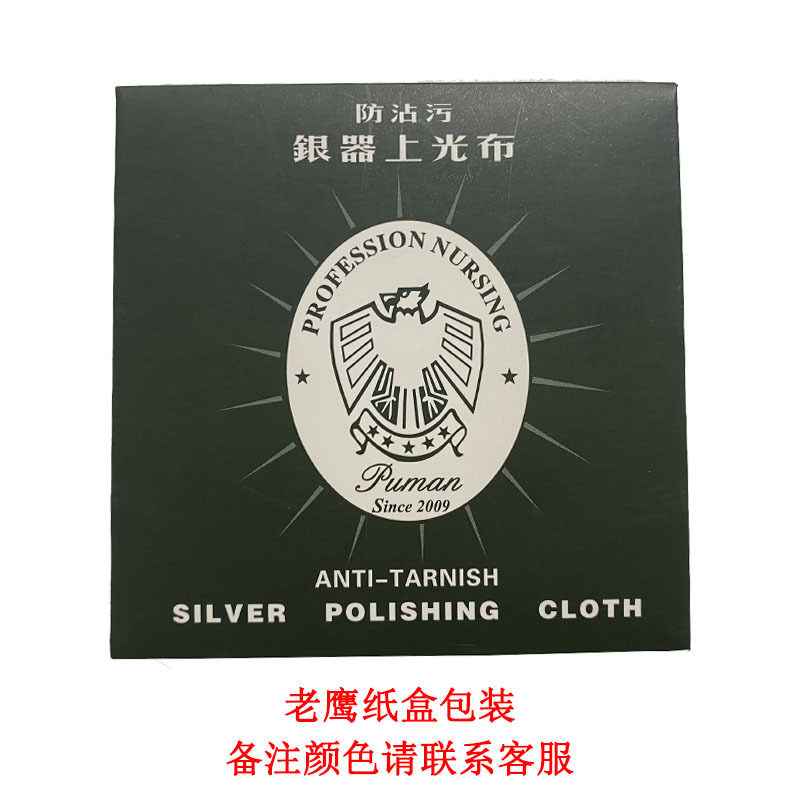 防沾污
銀器上光布
PROFESSION NURSING
Puman
Since 2009
ANTI-TARNISH
SILVER POLISHING CLOTH
老鹰纸盒包装
备注颜色请联系客服